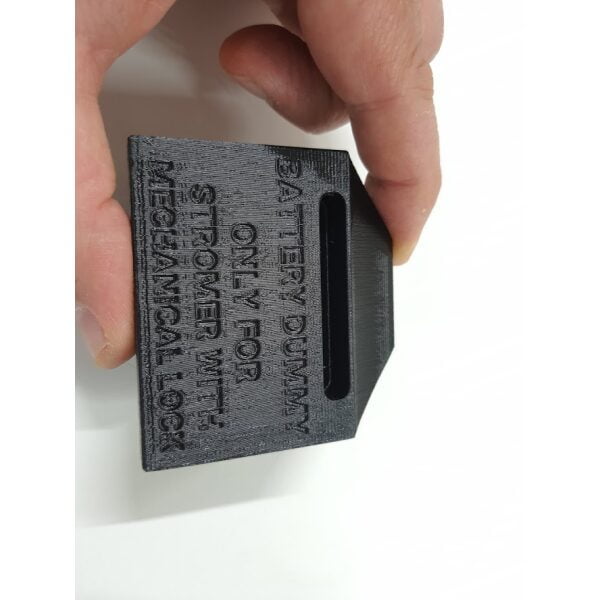 BATTERY DUMMY
ONLY FOR
STROMER WITH
MECHANICAL LOCK